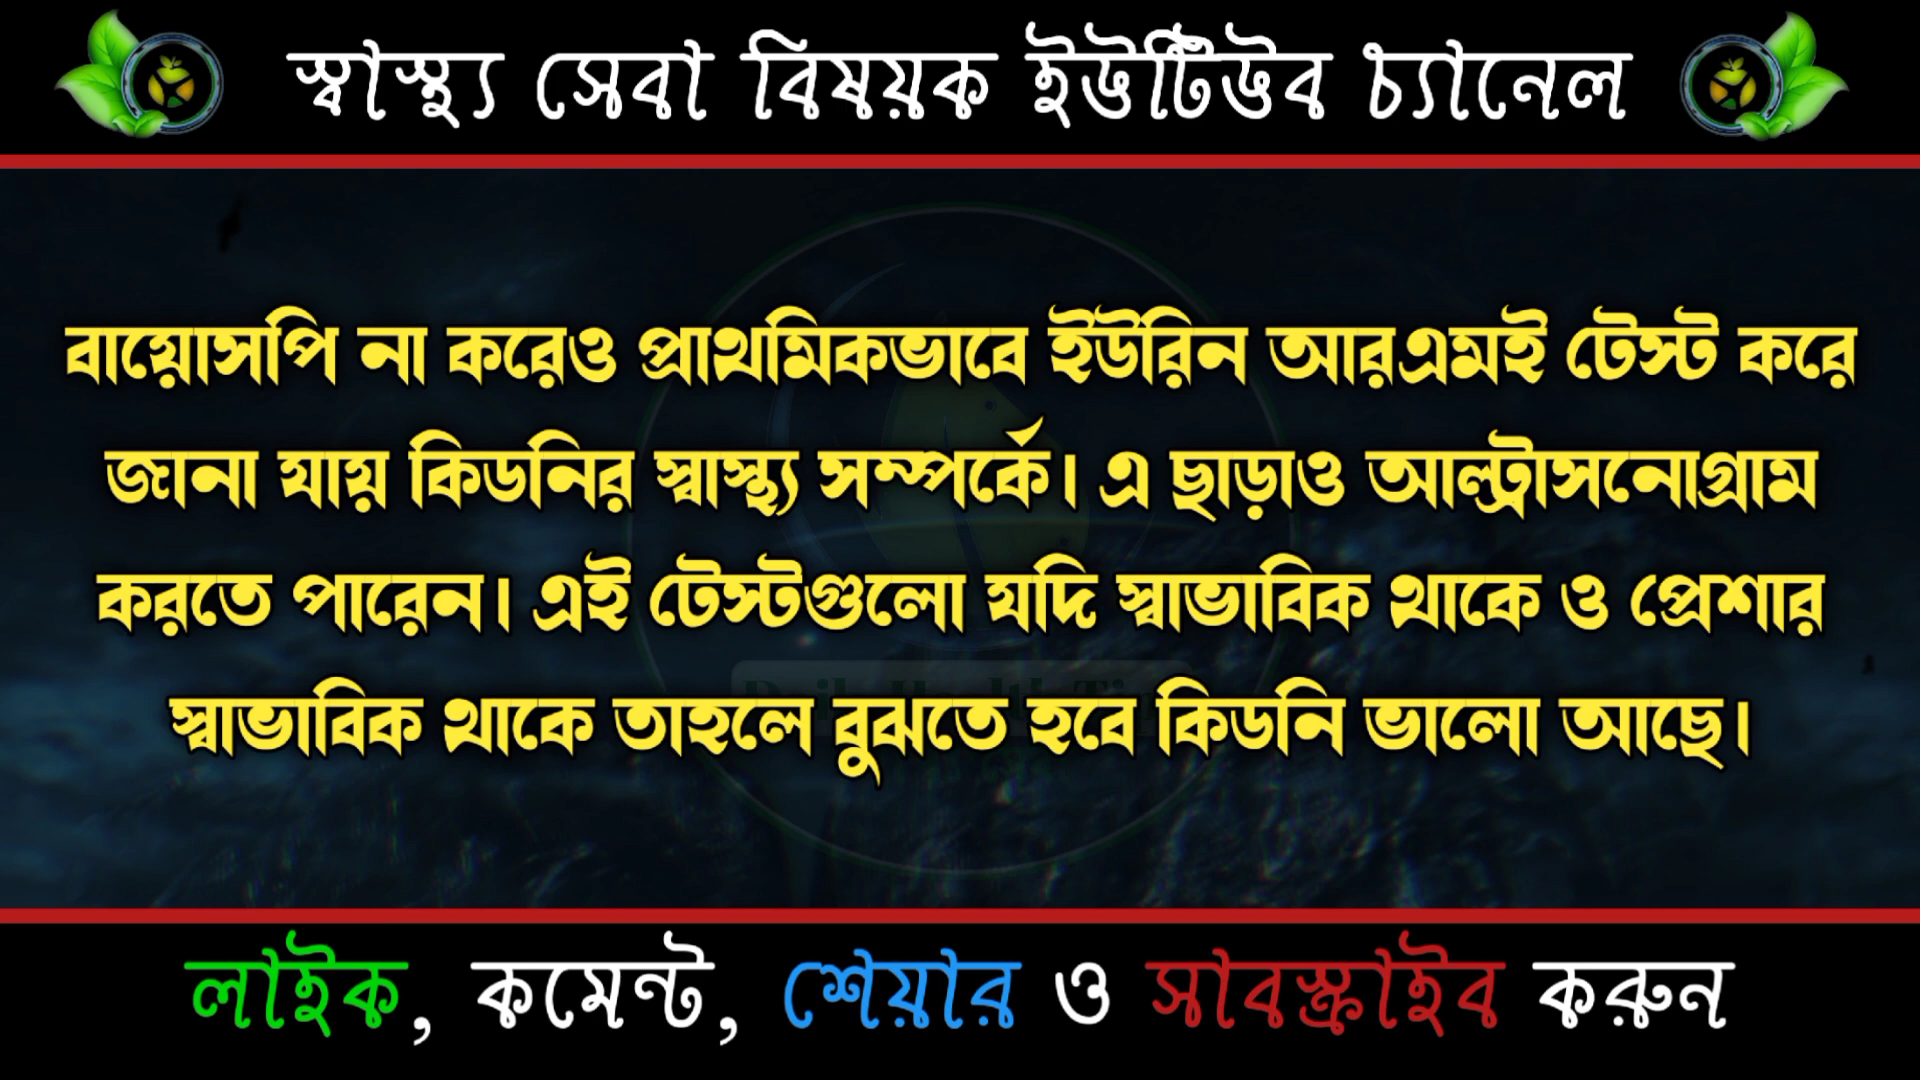 স্বাস্থ্য সেবা বিষয়ক ইউটিউব চ্যানেল
বায়োসপি না করেও প্রাথমিকভাবে ইউরিন আরএমই টেস্ট করে
জানা যায় কিডনির স্বাস্থ্য সম্পর্কে। এ ছাড়াও আল্ট্রাসনোগ্রাম
করতে পারেন। এই টেস্টগুলো যদি স্বাভাবিক থাকে ও প্রেশার
স্বাভাবিক থাকে তাহলে বুঝতে হবে কিডনি ভালো আছে।
লাইক, কমেন্ট, শেয়ার ও সাবস্ক্রাইব করুন